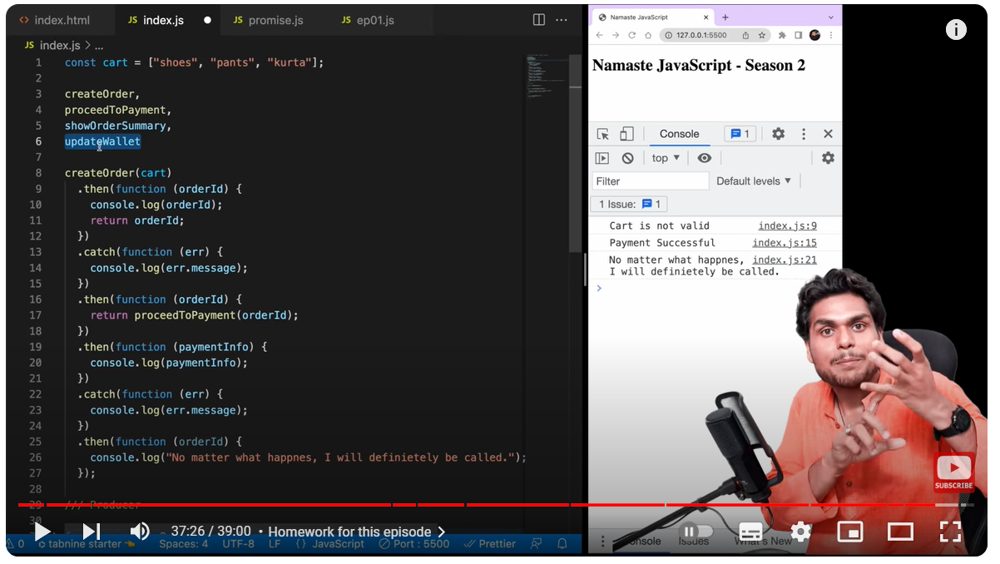 index.html
JS index.js
JS promise.js
JS ep01.js
JS index.js > ...
1 const cart = ["shoes", "pants", "kurta"];
2
3 createOrder,
4 proceedToPayment,
5 showOrderSummary,
6 updateWallet
7
8 createOrder(cart)
9 .then(function (orderId) {
10 console.log(orderId);
11 return orderId;
12 })
13 .catch(function (err) {
14 console.log(err.message);
15 })
16 .then(function (orderId) {
17 return proceedToPayment(orderId);
18 })
19 .then(function (paymentInfo) {
20 console.log(paymentInfo);
21 })
22 .catch(function (err) {
23 console.log(err.message);
24 })
25 .then(function (orderId) {
26 console.log("No matter what happnes, I will definietely be called.");
27 });
28
29 /// Producer
30
37:26 / 39:00 • Homework for this episode >
0 tabnine starter Spaces: 4 UTF-8 LF {} JavaScript Port : 5500 Prettier
Namaste JavaScript
127.0.0.1:5500
Namaste JavaScript - Season 2
Console 1
top
Filter Default levels
1 Issue: 1
Cart is not valid index.js:9
Payment Successful index.js:15
No matter what happnes, index.js:21
I will definietely be called.
SUBSCRIBE
Console Issues What's New